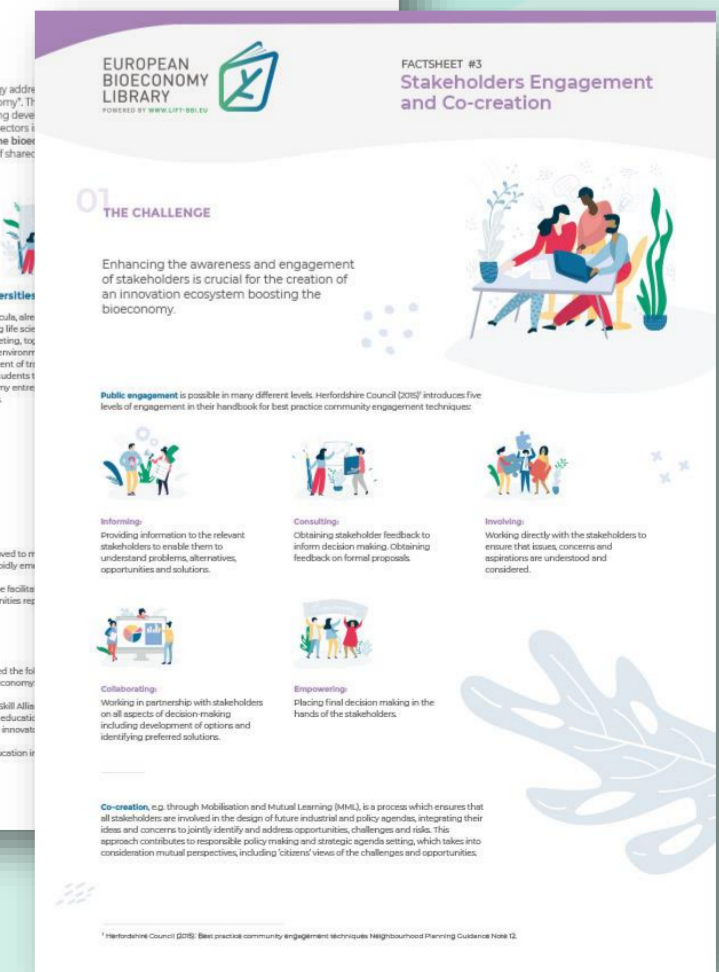 EUROPEAN
BIOECONOMY
LIBRARY
POWERED BY WWW.LIFT-BBI.EU
FACTSHEET #3
Stakeholders Engagement
and Co-creation
01
THE CHALLENGE
Enhancing the awareness and engagement
of stakeholders is crucial for the creation of
an innovation ecosystem boosting the
bioeconomy.
Public engagement is possible in many different levels. Herfordshire Council (2015)¹ introduces five
levels of engagement in their handbook for best practice community engagement techniques:
Informing:
Providing information to the relevant
stakeholders to enable them to
understand problems, alternatives,
opportunities and solutions.
Consulting:
Obtaining stakeholder feedback to
inform decision making. Obtaining
feedback on formal proposals.
Involving:
Working directly with the stakeholders to
ensure that issues, concerns and
aspirations are understood and
considered.
Collaborating:
Working in partnership with stakeholders
on all aspects of decision-making
including development of options and
identifying preferred solutions.
Empowering:
Placing final decision making in the
hands of the stakeholders.
Co-creation, e.g. through Mobilisation and Mutual Learning (MML), is a process which ensures that
all stakeholders are involved in the design of future industrial and policy agendas, integrating their
ideas and concerns to jointly identify and address opportunities, challenges and risks. This
approach contributes to responsible policy making and strategic agenda setting, which takes into
consideration mutual perspectives, including 'citizens' views of the challenges and opportunities.
¹ Herfordshire Council (2015): Best practice community engagement techniques Neighbourhood Planning Guidance Note 12.